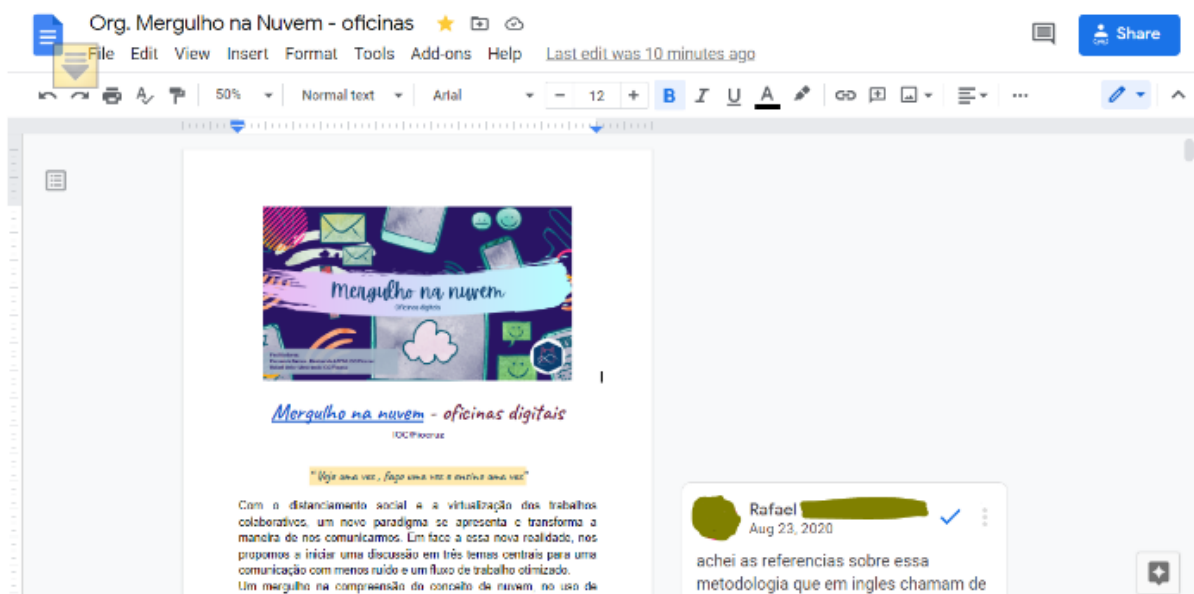 Org. Mergulho na Nuvem - oficinas
File Edit View Insert Format Tools Add-ons Help Last edit was 10 minutes ago
Share
50% Normal text Arial - 12 + B I U A
Mergulho na nuvem
Oficinas digitais
Mergulho na nuvem - oficinas digitais
IOC/Fiocruz
"Veja uma vez, faça uma vez e ensine uma vez"
Com o distanciamento social e a virtualização dos trabalhos
colaborativos, um novo paradigma se apresenta e transforma a
maneira de nos comunicarmos. Em face a essa nova realidade, nos
propomos a iniciar uma discussão em três temas centrais para uma
comunicação com menos ruído e um fluxo de trabalho otimizado.
Um mergulho na compreensão do conceito de nuvem, no uso de
Rafael
Aug 23, 2020
achei as referencias sobre essa
metodologia que em ingles chamam de